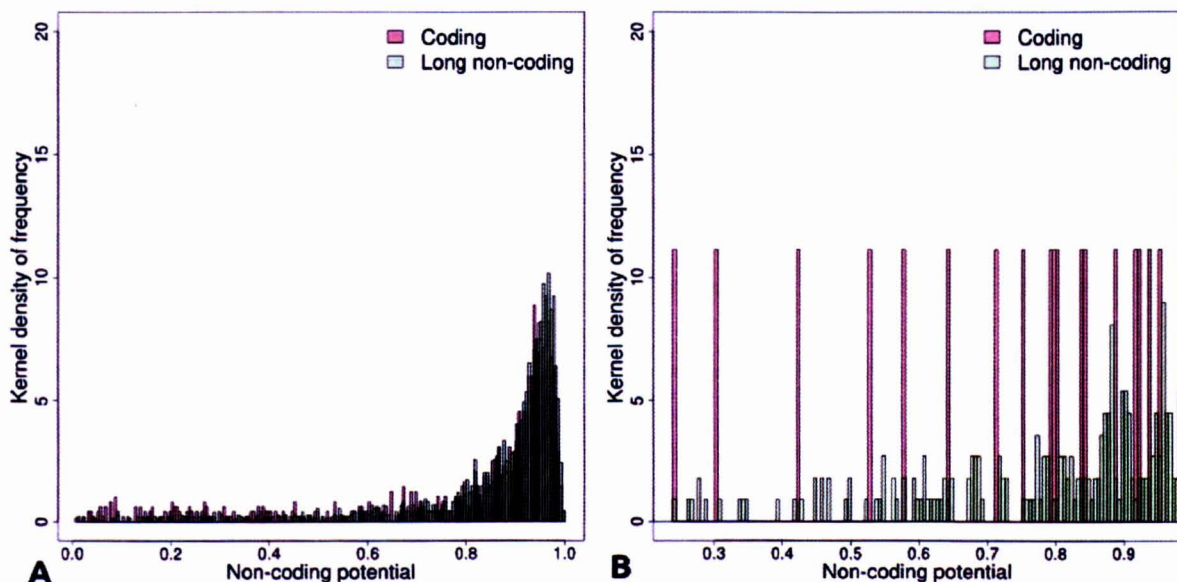 20
15
10
5
0
Kernel density of frequency
Coding
Long non-coding
0.0 0.2 0.4 0.6 0.8 1.0
Non-coding potential
A
20
15
10
5
0
Kernel density of frequency
Coding
Long non-coding
0.3 0.4 0.5 0.6 0.7 0.8 0.9
Non-coding potential
B